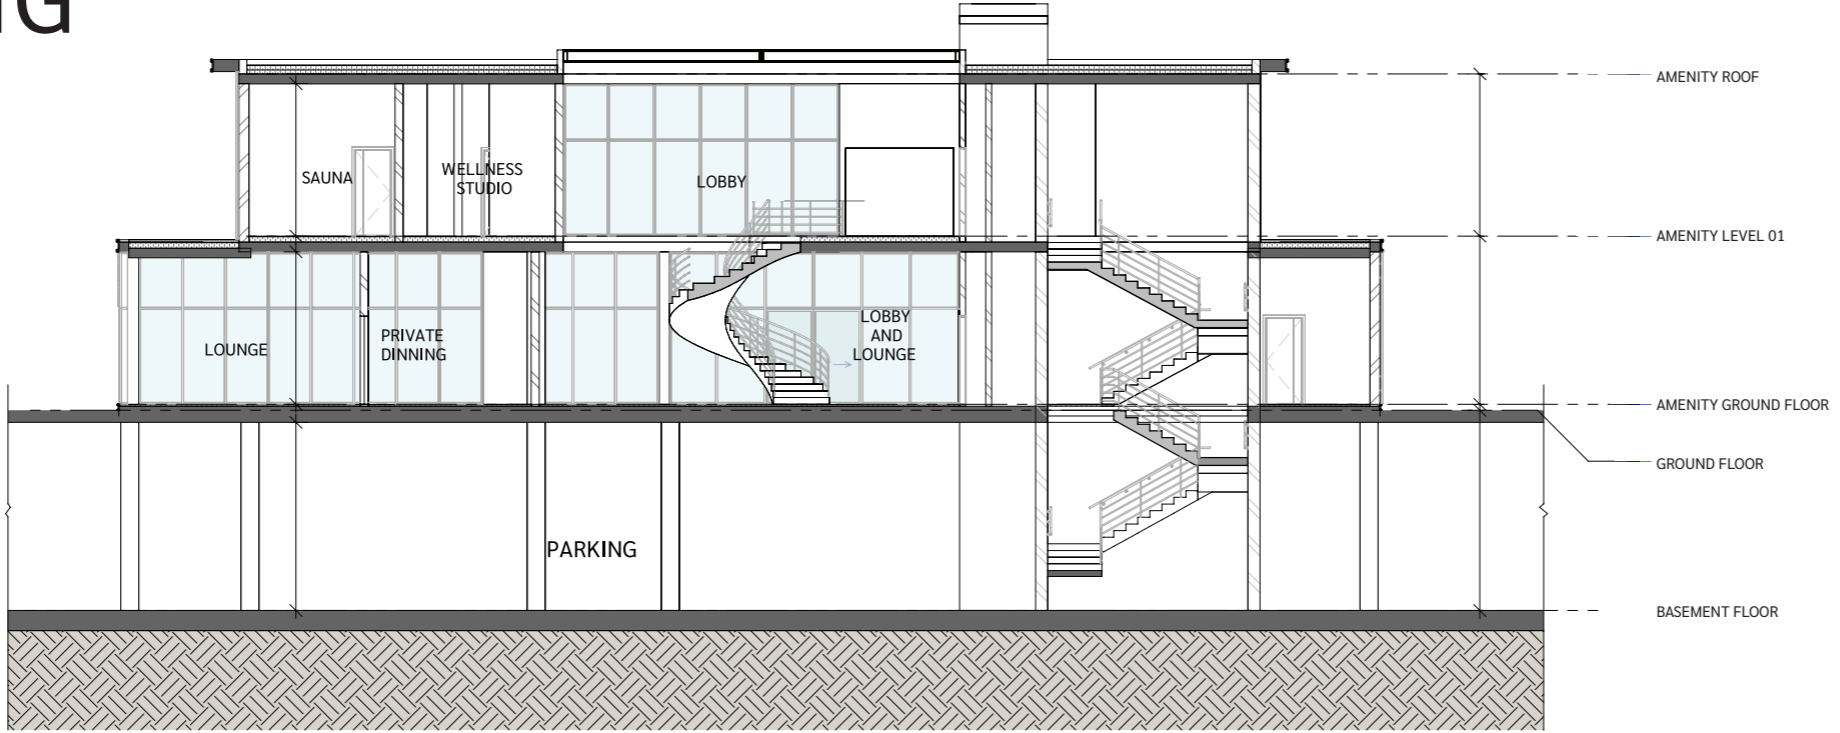 AMENITY ROOF
SAUNA
WELLNESS
STUDIO
LOBBY
AMENITY LEVEL 01
LOUNGE
PRIVATE
DINNING
LOBBY
AND
LOUNGE
AMENITY GROUND FLOOR
GROUND FLOOR
PARKING
BASEMENT FLOOR